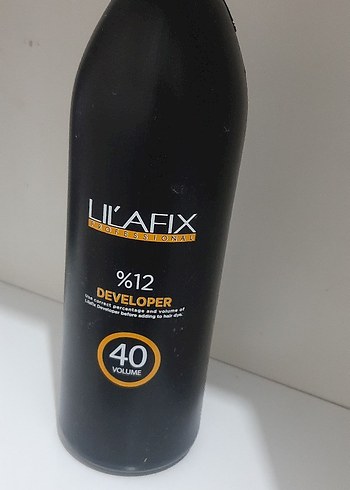 LIL'AFIX
PROFESSIONAL
%12
DEVELOPER
Use correct percentage and volume of
Lilafix Developer before adding to hair dye.
40
VOLUME